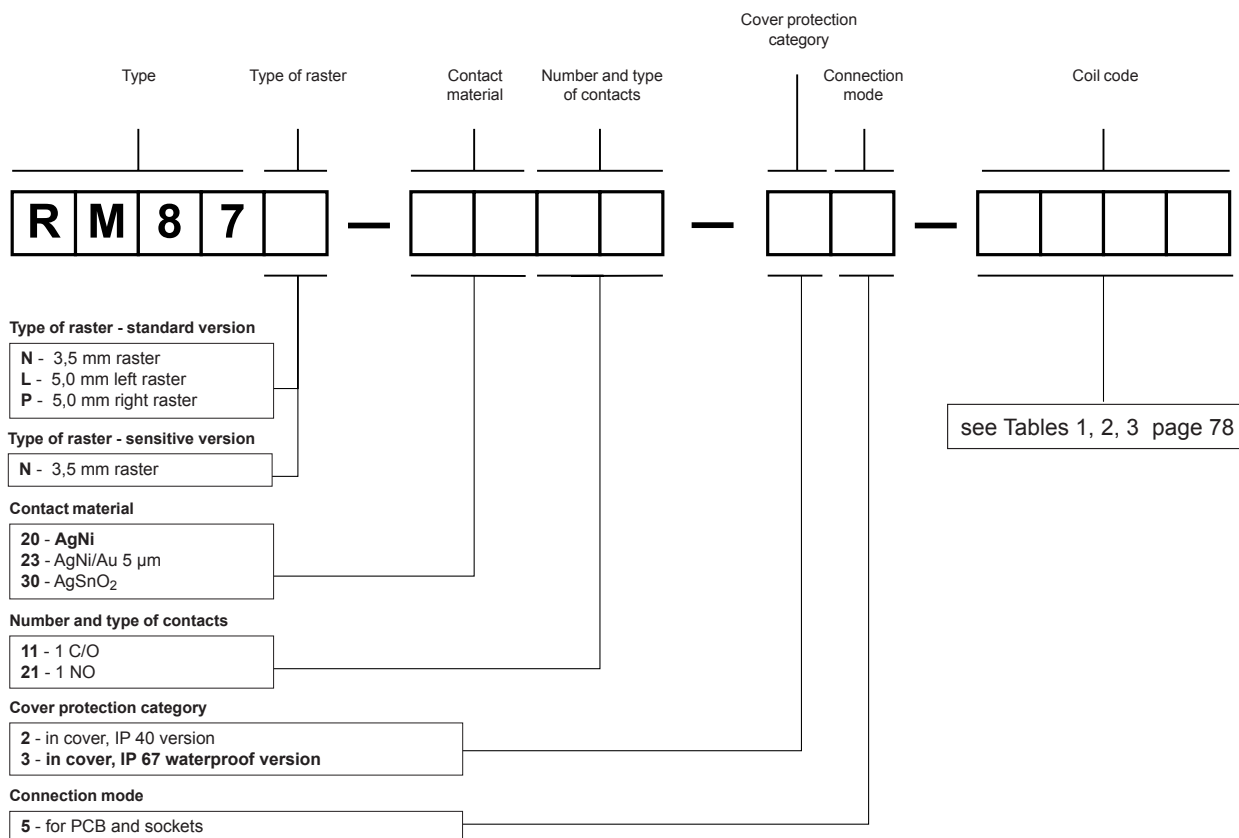 Cover protection
category
Type
Type of raster
Contact
material
Number and type
of contacts
Connection
mode
Coil code
R M 8 7 — — —
Type of raster - standard version
N - 3,5 mm raster
L - 5,0 mm left raster
P - 5,0 mm right raster
see Tables 1, 2, 3 page 78
Type of raster - sensitive version
N - 3,5 mm raster
Contact material
20 - AgNi
23 - AgNi/Au 5 µm
30 - AgSnO₂
Number and type of contacts
11 - 1 C/O
21 - 1 NO
Cover protection category
2 - in cover, IP 40 version
3 - in cover, IP 67 waterproof version
Connection mode
5 - for PCB and sockets